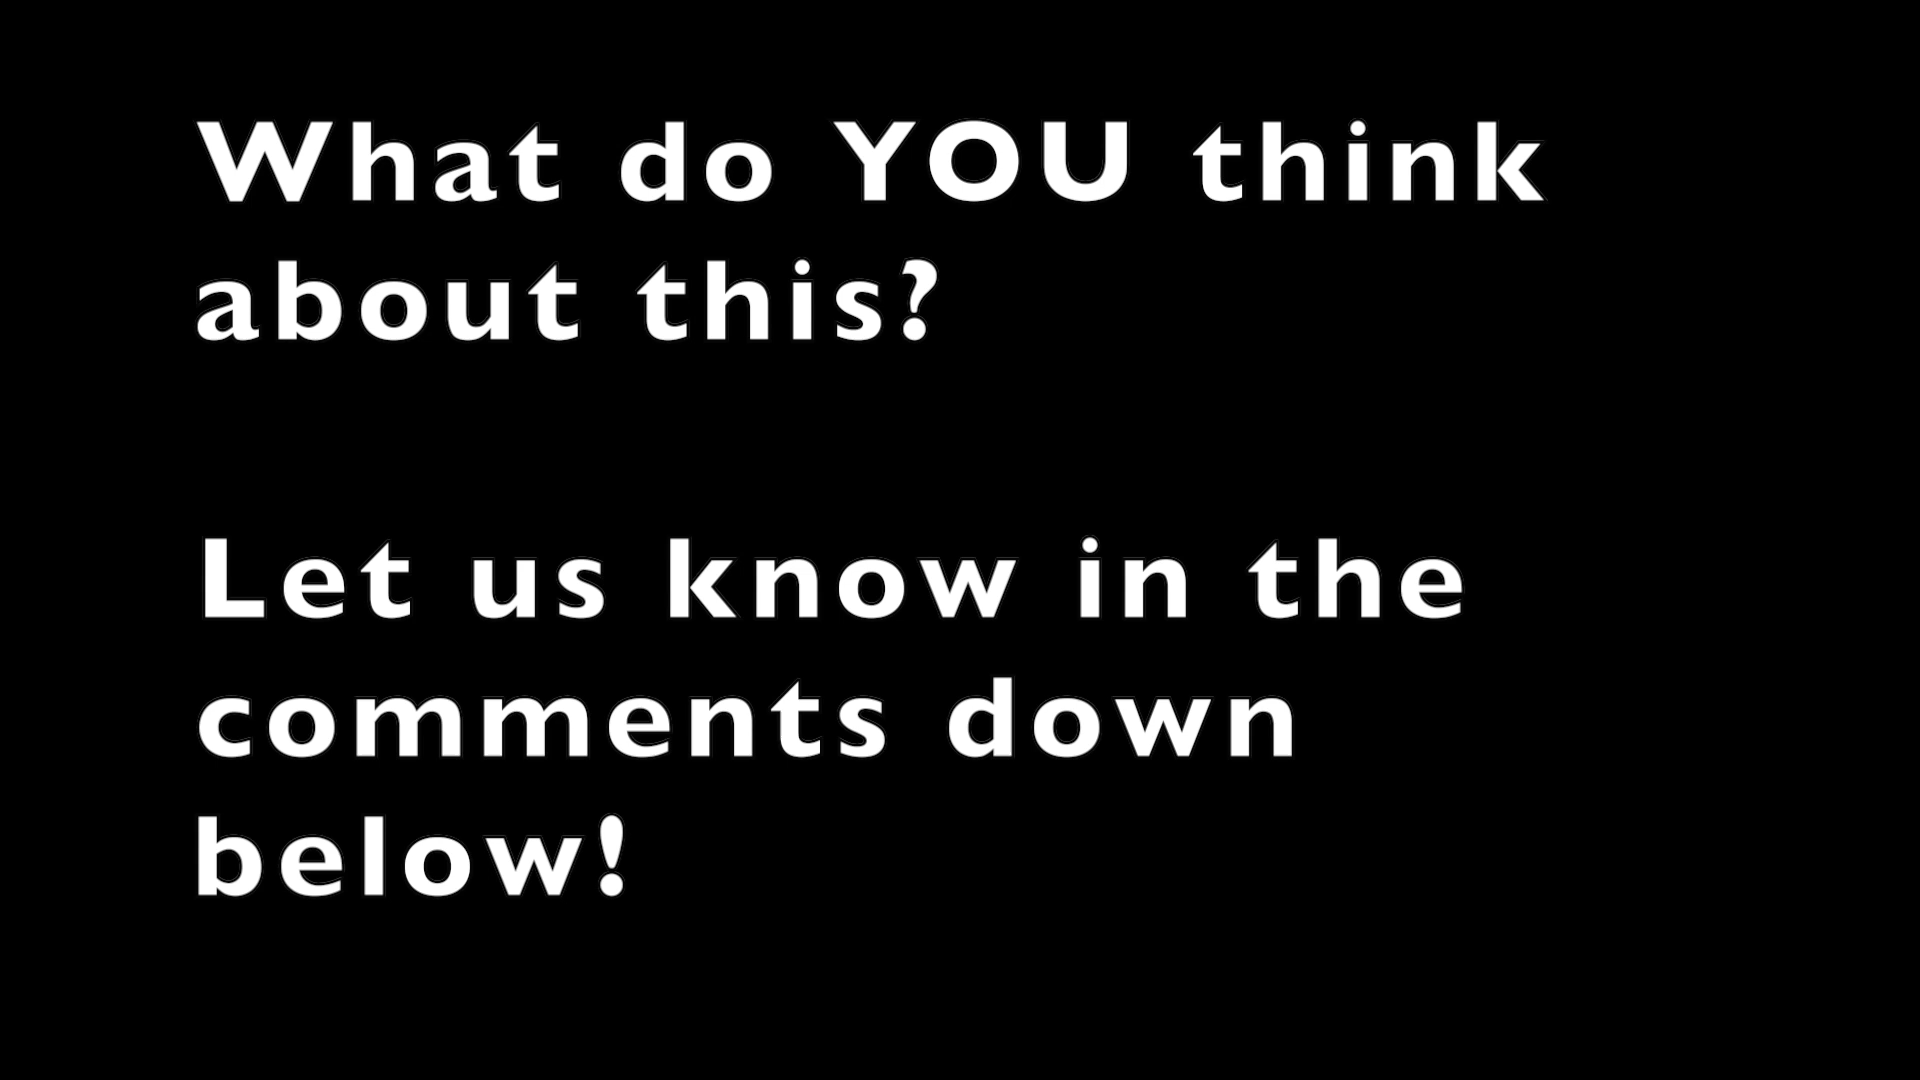 What do YOU think
about this?
Let us know in the
comments down
below!